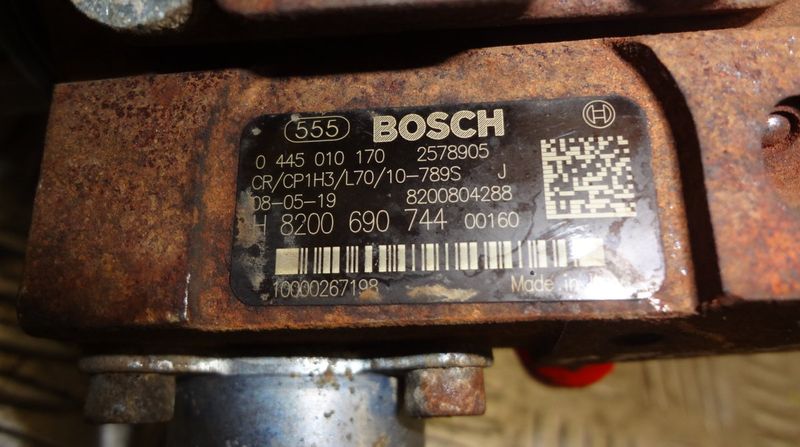 555 BOSCH
0 445 010 170 2578905
CR/CP1H3/L70/10-789S J
08-05-19 8200804288
H 8200 690 744 00160
10000267198
Made in